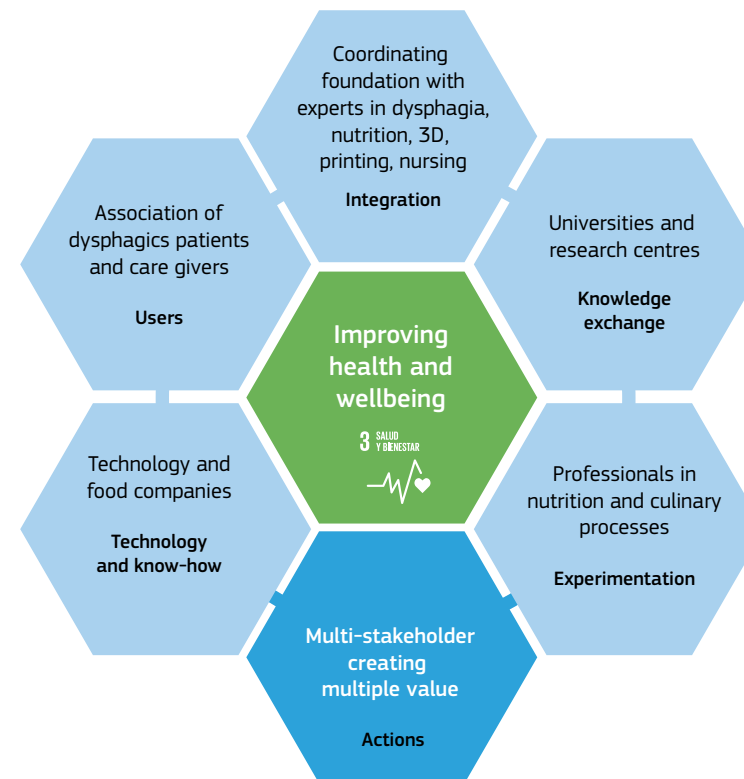 Coordinating
foundation with
experts in dysphagia,
nutrition, 3D,
printing, nursing
Integration
Association of
dysphagics patients
and care givers
Users
Universities and
research centres
Knowledge
exchange
Improving
health and
wellbeing
3 SALUD
Y BIENESTAR
Technology and
food companies
Technology
and know-how
Professionals in
nutrition and culinary
processes
Experimentation
Multi-stakeholder
creating
multiple value
Actions